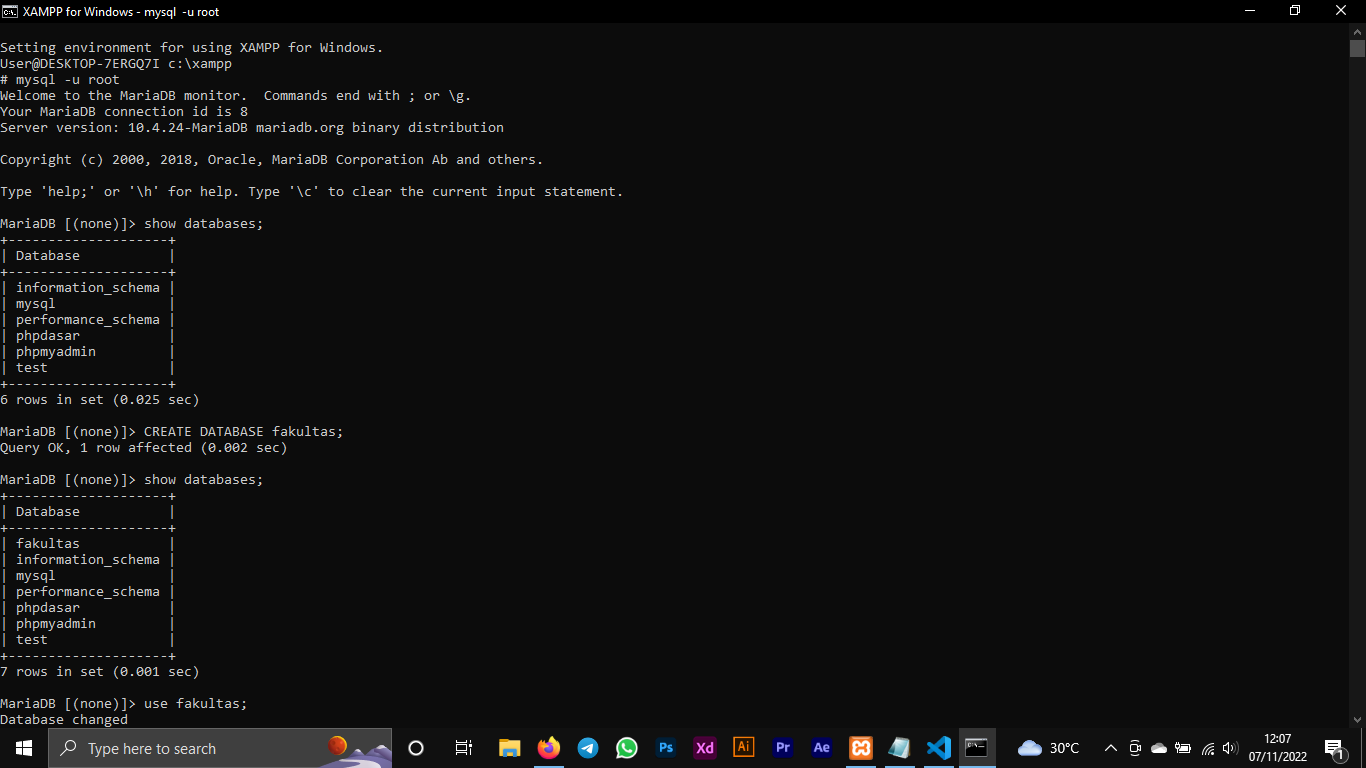 XAMPP for Windows - mysql  -u root
Setting environment for using XAMPP for Windows.
User@DESKTOP-7ERGQ7I c:\xampp
# mysql -u root
Welcome to the MariaDB monitor.  Commands end with ; or \g.
Your MariaDB connection id is 8
Server version: 10.4.24-MariaDB mariadb.org binary distribution
Copyright (c) 2000, 2018, Oracle, MariaDB Corporation Ab and others.
Type 'help;' or '\h' for help. Type '\c' to clear the current input statement.
MariaDB [(none)]> show databases;
+--------------------+
| Database           |
+--------------------+
| information_schema |
| mysql              |
| performance_schema |
| phpdasar           |
| phpmyadmin         |
| test               |
+--------------------+
6 rows in set (0.025 sec)
MariaDB [(none)]> CREATE DATABASE fakultas;
Query OK, 1 row affected (0.002 sec)
MariaDB [(none)]> show databases;
+--------------------+
| Database           |
+--------------------+
| fakultas           |
| information_schema |
| mysql              |
| performance_schema |
| phpdasar           |
| phpmyadmin         |
| test               |
+--------------------+
7 rows in set (0.001 sec)
MariaDB [(none)]> use fakultas;
Database changed
Type here to search
Ps
Xd
Ai
Pr
Ae
30°C
12:07
07/11/2022
1